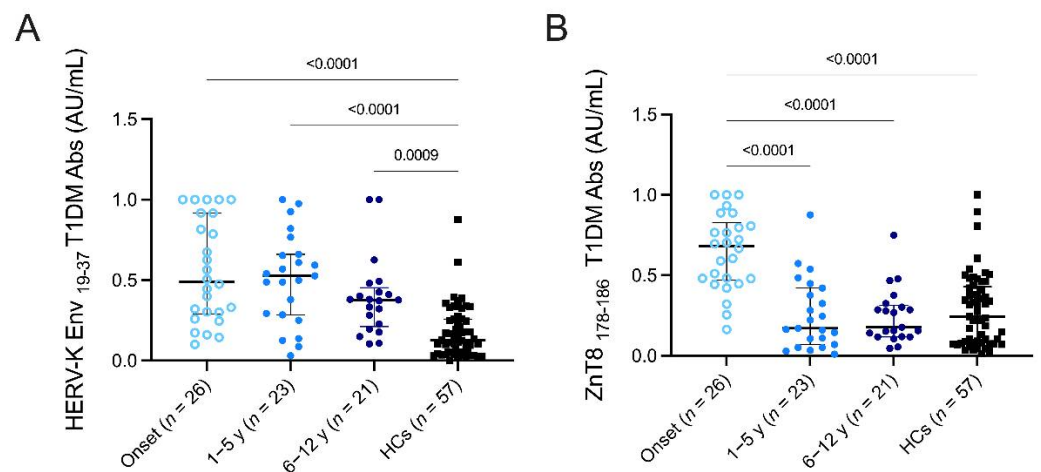 A
HERV-K Env 19-37 T1DM Abs (AU/mL)
<0.0001
<0.0001
0.0009
1.5
1.0
0.5
0.0
Onset (n = 26)
1–5 y (n = 23)
6–12 y (n = 21)
HCs (n = 57)
B
ZnT8 178-186 T1DM Abs (AU/mL)
<0.0001
<0.0001
<0.0001
1.5
1.0
0.5
0.0
Onset (n = 26)
1–5 y (n = 23)
6–12 y (n = 21)
HCs (n = 57)